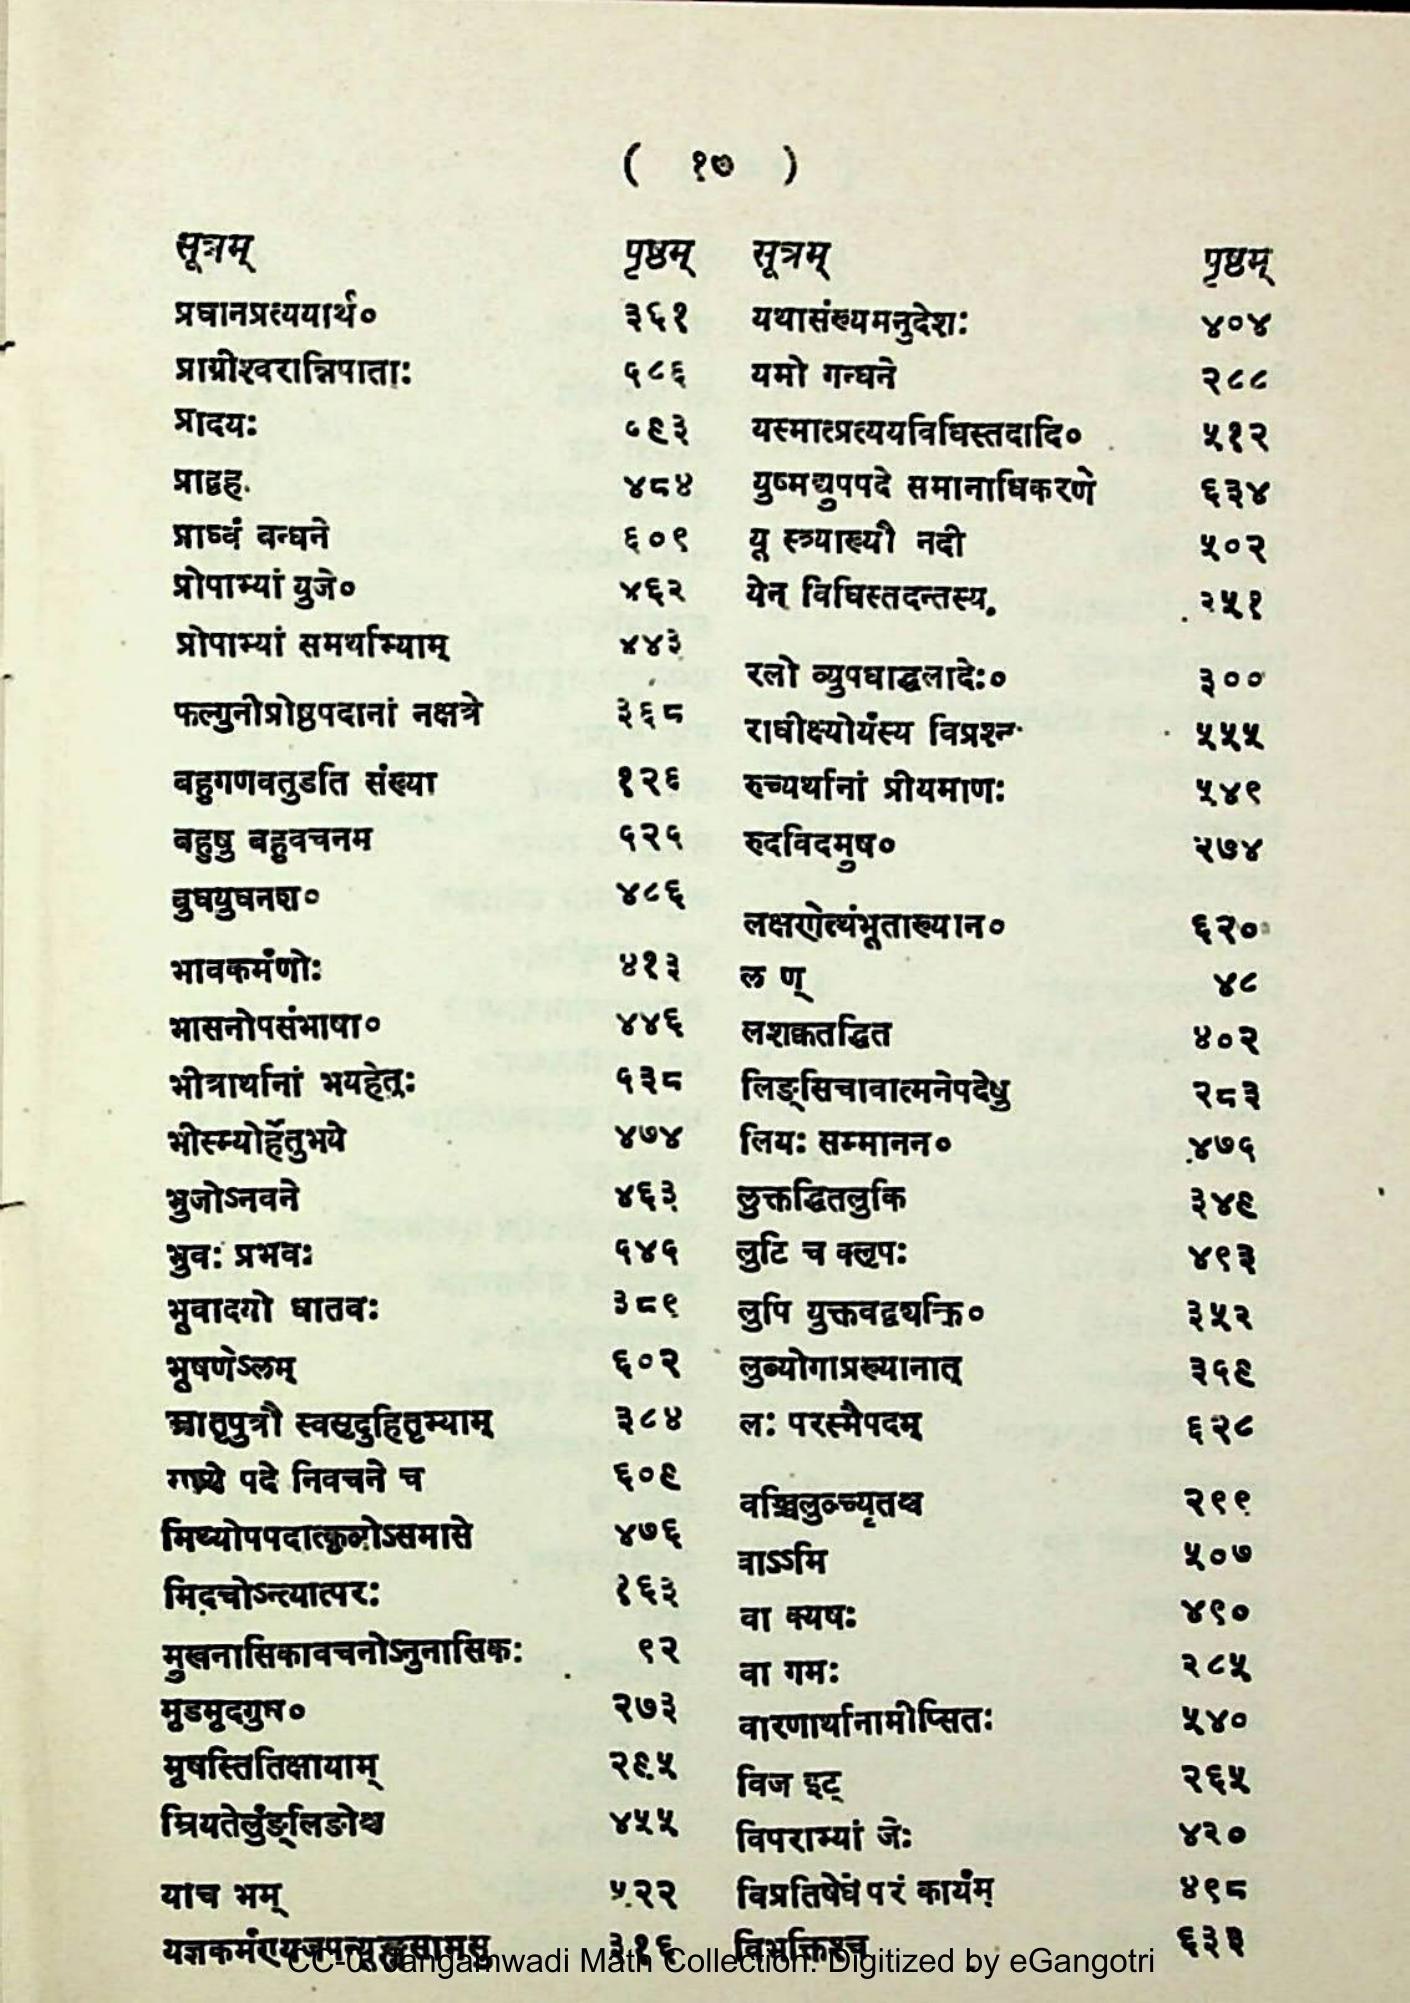 ( १७ )
सूत्रम् पृष्ठम्
प्रधानप्रत्ययार्थ० ३६१
प्राग्रीश्वरान्निपाताः ५८६
प्रादयः ५९३
प्राद्वह. ४८४
प्राध्वं बन्धने ६०९
प्रोपाभ्यां युजे० ४६२
प्रोपाभ्यां समर्थाभ्याम् ४४३
फल्गुनीप्रोष्ठपदानां नक्षत्रे ३६८
बहुगणवतुडति संख्या १२६
बहुषु बहुवचनम ५२५
बुधयुधनश० ४८६
भावकर्मणोः ४१३
भासनोपसंभाषा० ४४६
भीत्रार्थानां भयहेतुः ५३८
भीस्म्योर्हेतुभये ४७४
भुजोऽनवने ४६३
भुवः प्रभवः ५४५
भूवादयो धातवः ३८९
भूषणेऽलम् ६०२
भ्रातृपुत्रौ स्वसृदुहितृभ्याम् ३८४
पदे निवचने च ६०९
मिथ्योपपदात्कृञोऽसमासे ४७६
मिदचोऽन्त्यात्परः १६३
मुखनासिकावचनोऽनुनासिकः ९२
मृडमृदगुध० २७३
मृषस्तितिक्षायाम् २९५
म्रियतेर्लुङ्लिङोश्च ४५५
याच भम् ५२२
यज्ञकर्मण्यजपन्यूङ्खसामसु ३१६
सूत्रम् पृष्ठम्
यथासंख्यमनुदेशः ४०४
यमो गन्धने २८८
यस्मात्प्रत्ययविधिस्तदादि० ५१२
युष्मद्युपपदे समानाधिकरणे ६३४
यू स्त्र्याख्यौ नदी ५०२
येन विधिस्तदन्तस्य. २५१
रलो व्युपधाद्धलादेः० ३००
राधीक्ष्योर्यस्य विप्रश्न ५५५
रुच्यर्थानां प्रीयमाणः ५४९
रुदविदमुष० २७४
लक्षणेत्थंभूताख्यान० ६२०
ल ण् ४८
लशक्वतद्धित ४०२
लिङ्सिचावात्मनेपदेषु २८३
लियः सम्मानन० ४७५
लुक्तद्धितलुकि ३४९
लुटि च क्लृपः ४९३
लुपि युक्तवद्व्यक्ति० ३५२
लुब्योगाप्रख्यानात् ३५९
लः परस्मैपदम् ६२८
वञ्चिलुञ्च्यृतश्च २९९
वाऽऽमि ५०७
वा क्यषः ४९०
वा गमः २८५
वारणार्थानामीप्सितः ५४०
विज इट् २६५
विपराभ्यां जेः ४२०
विप्रतिषेधे परं कार्यम् ४९८
विभक्तिश्च ६३३
CC-0. Jangamwadi Math Collection. Digitized by eGangotri